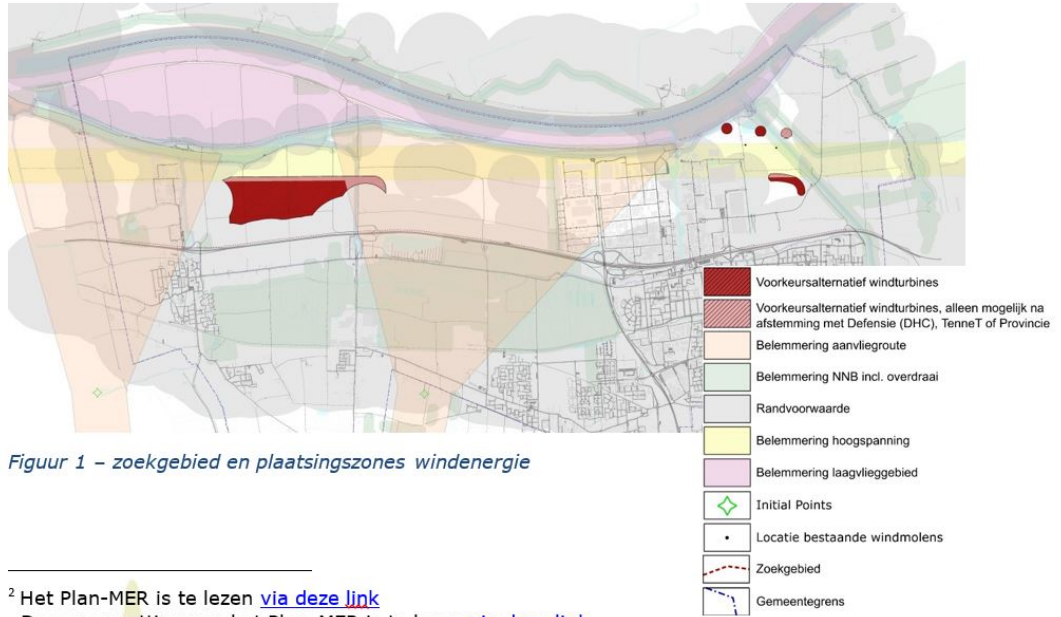 Voorkeursalternatief windturbines
Voorkeursalternatief windturbines, alleen mogelijk na
afstemming met Defensie (DHC), TenneT of Provincie
Belemmering aanvliegroute
Belemmering NNB incl. overdraai
Randvoorwaarde
Belemmering hoogspanning
Belemmering laagvlieggebied
Initial Points
Locatie bestaande windmolens
Zoekgebied
Gemeentegrens
Figuur 1 – zoekgebied en plaatsingszones windenergie
2 Het Plan-MER is te lezen via deze link